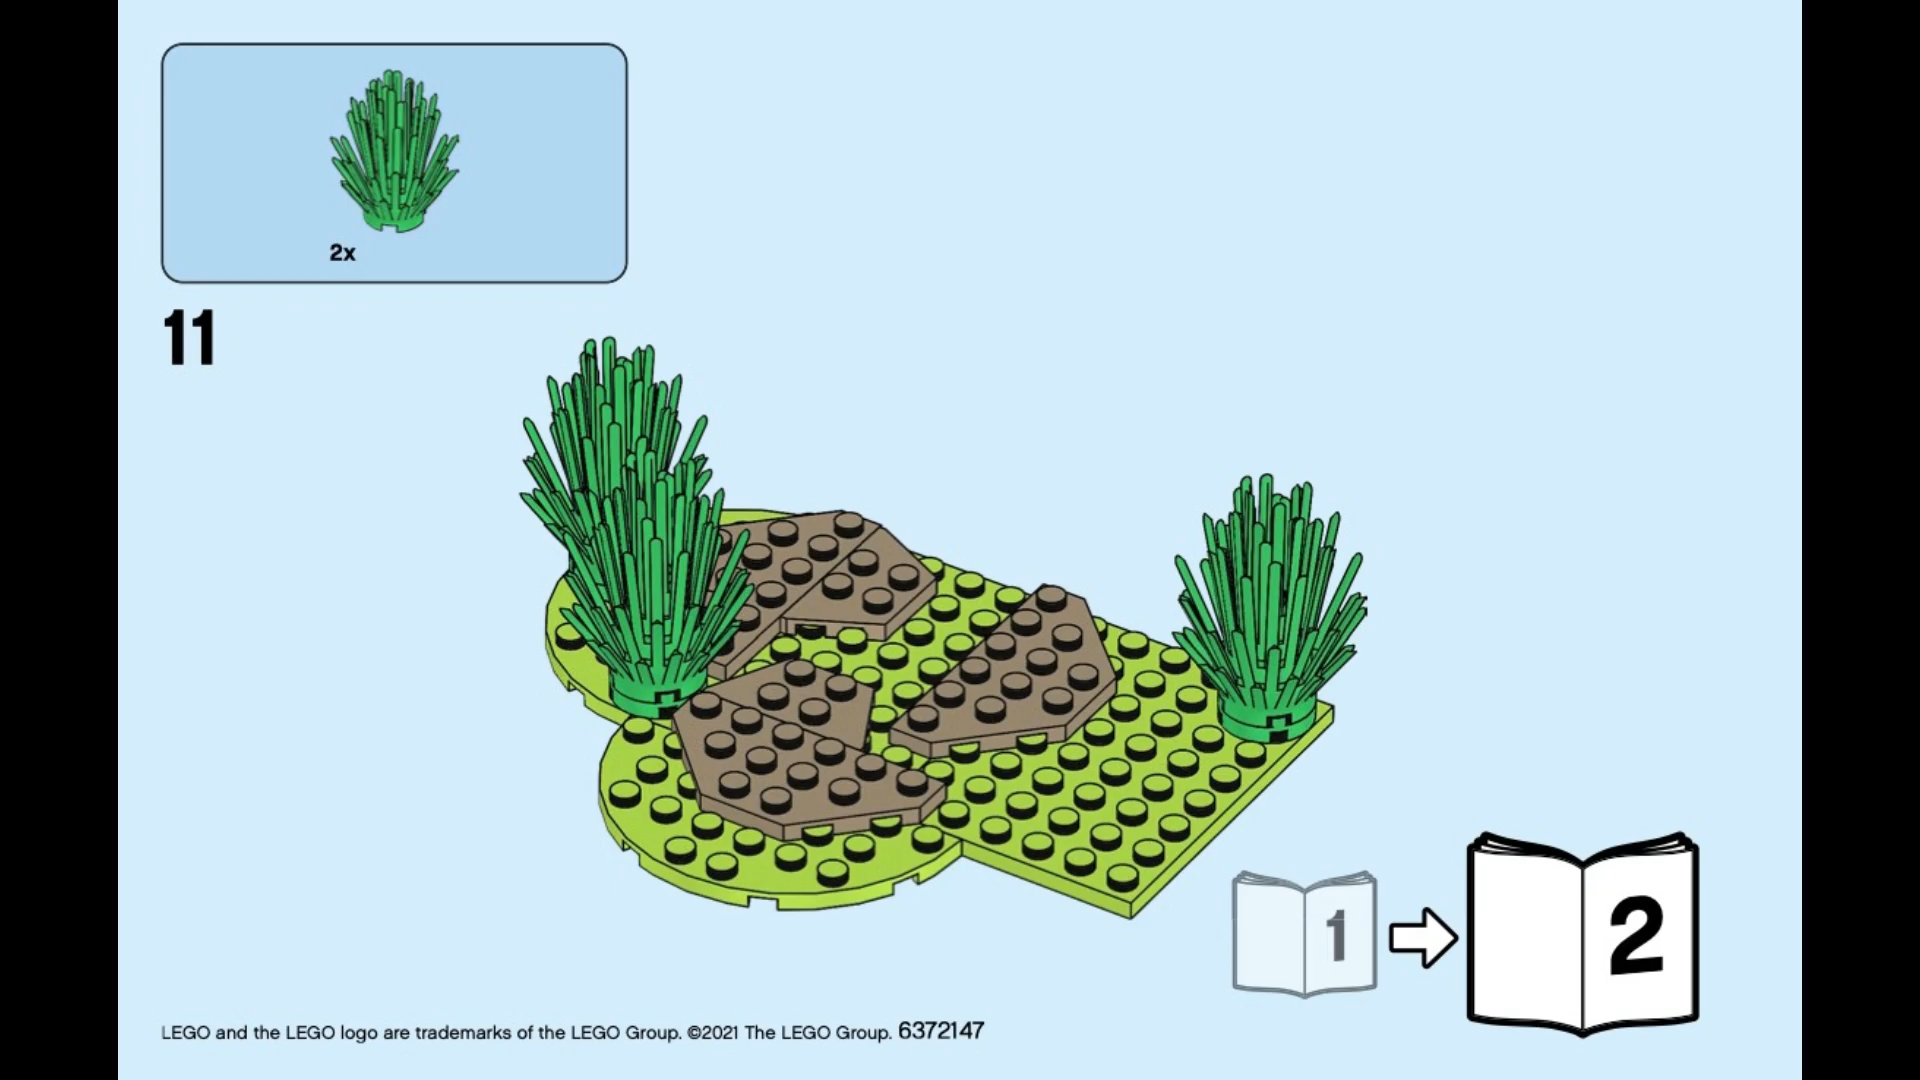 2x
11
1
2
LEGO and the LEGO logo are trademarks of the LEGO Group. ©2021 The LEGO Group. 6372147